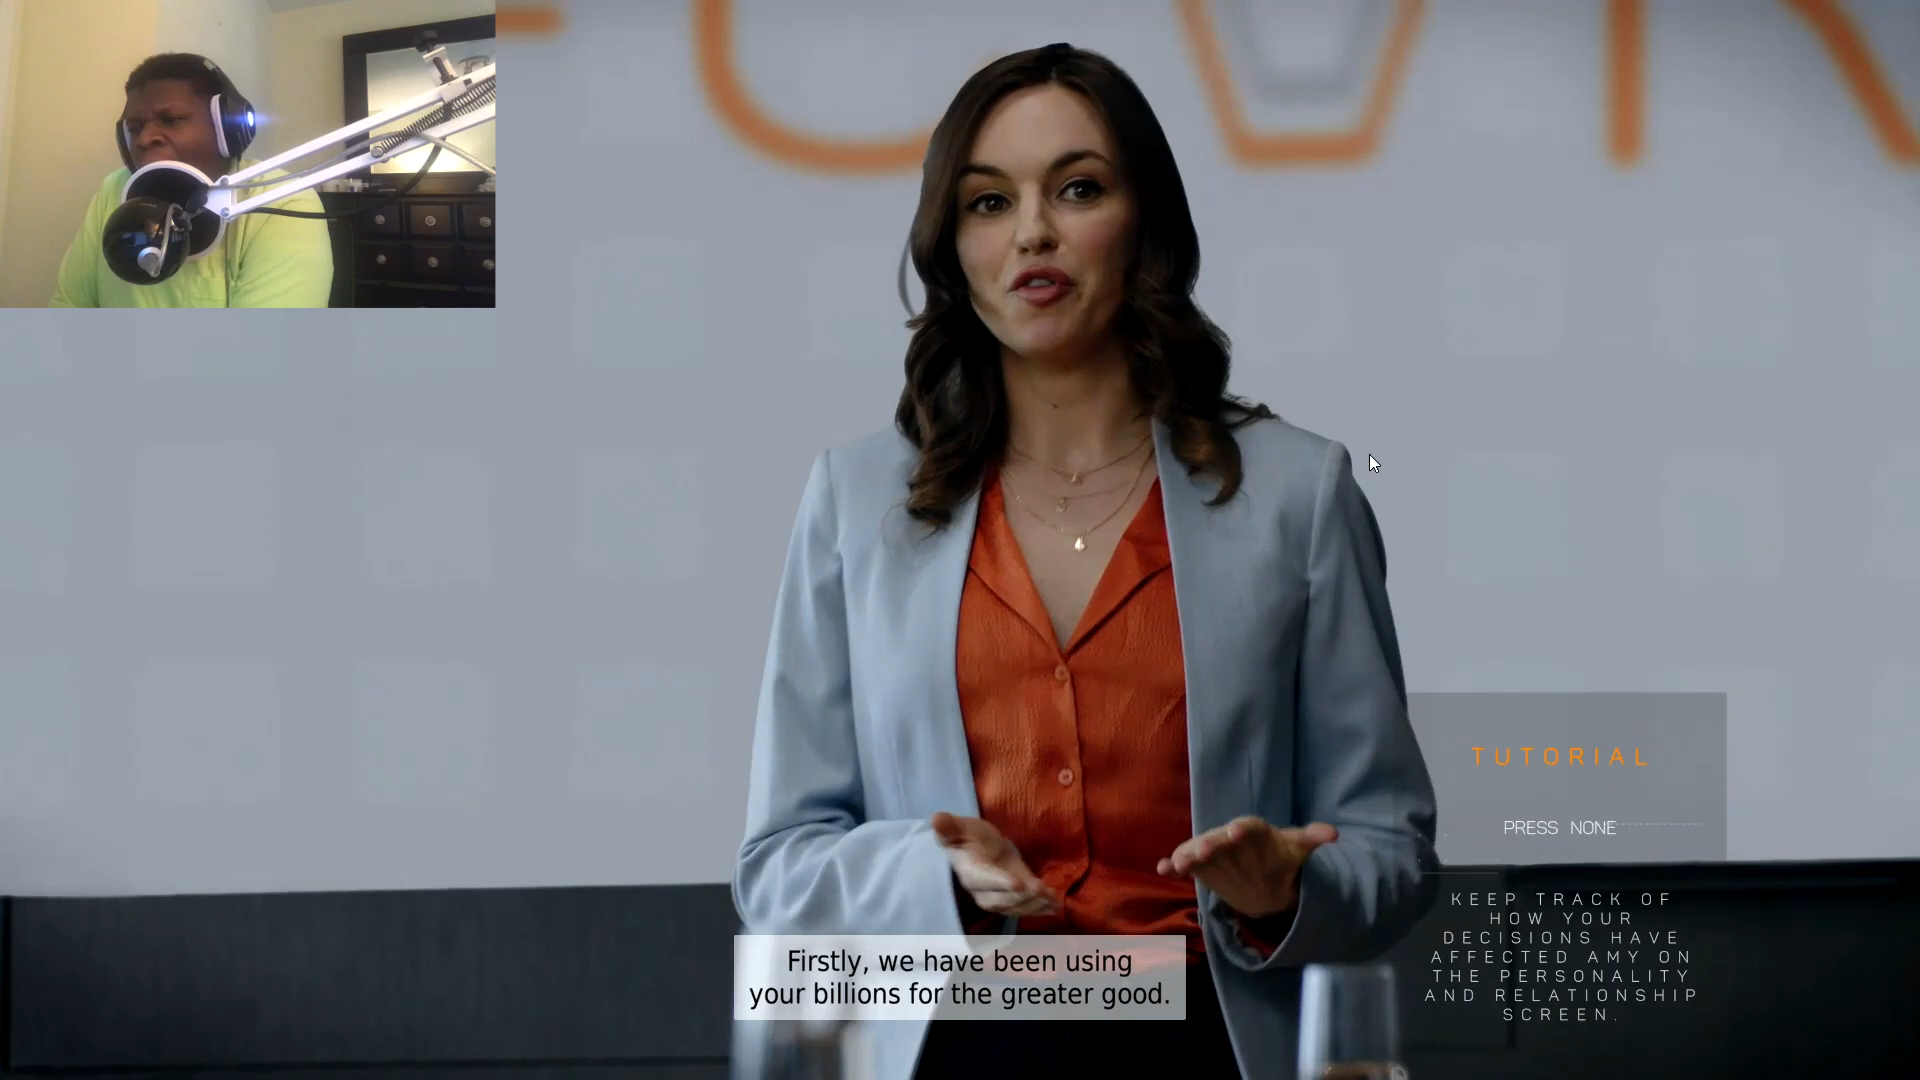 TUTORIAL
PRESS NONE
KEEP TRACK OF
HOW YOUR
DECISIONS HAVE
AFFECTED AMY ON
THE PERSONALITY
AND RELATIONSHIP
SCREEN.
Firstly, we have been using
your billions for the greater good.